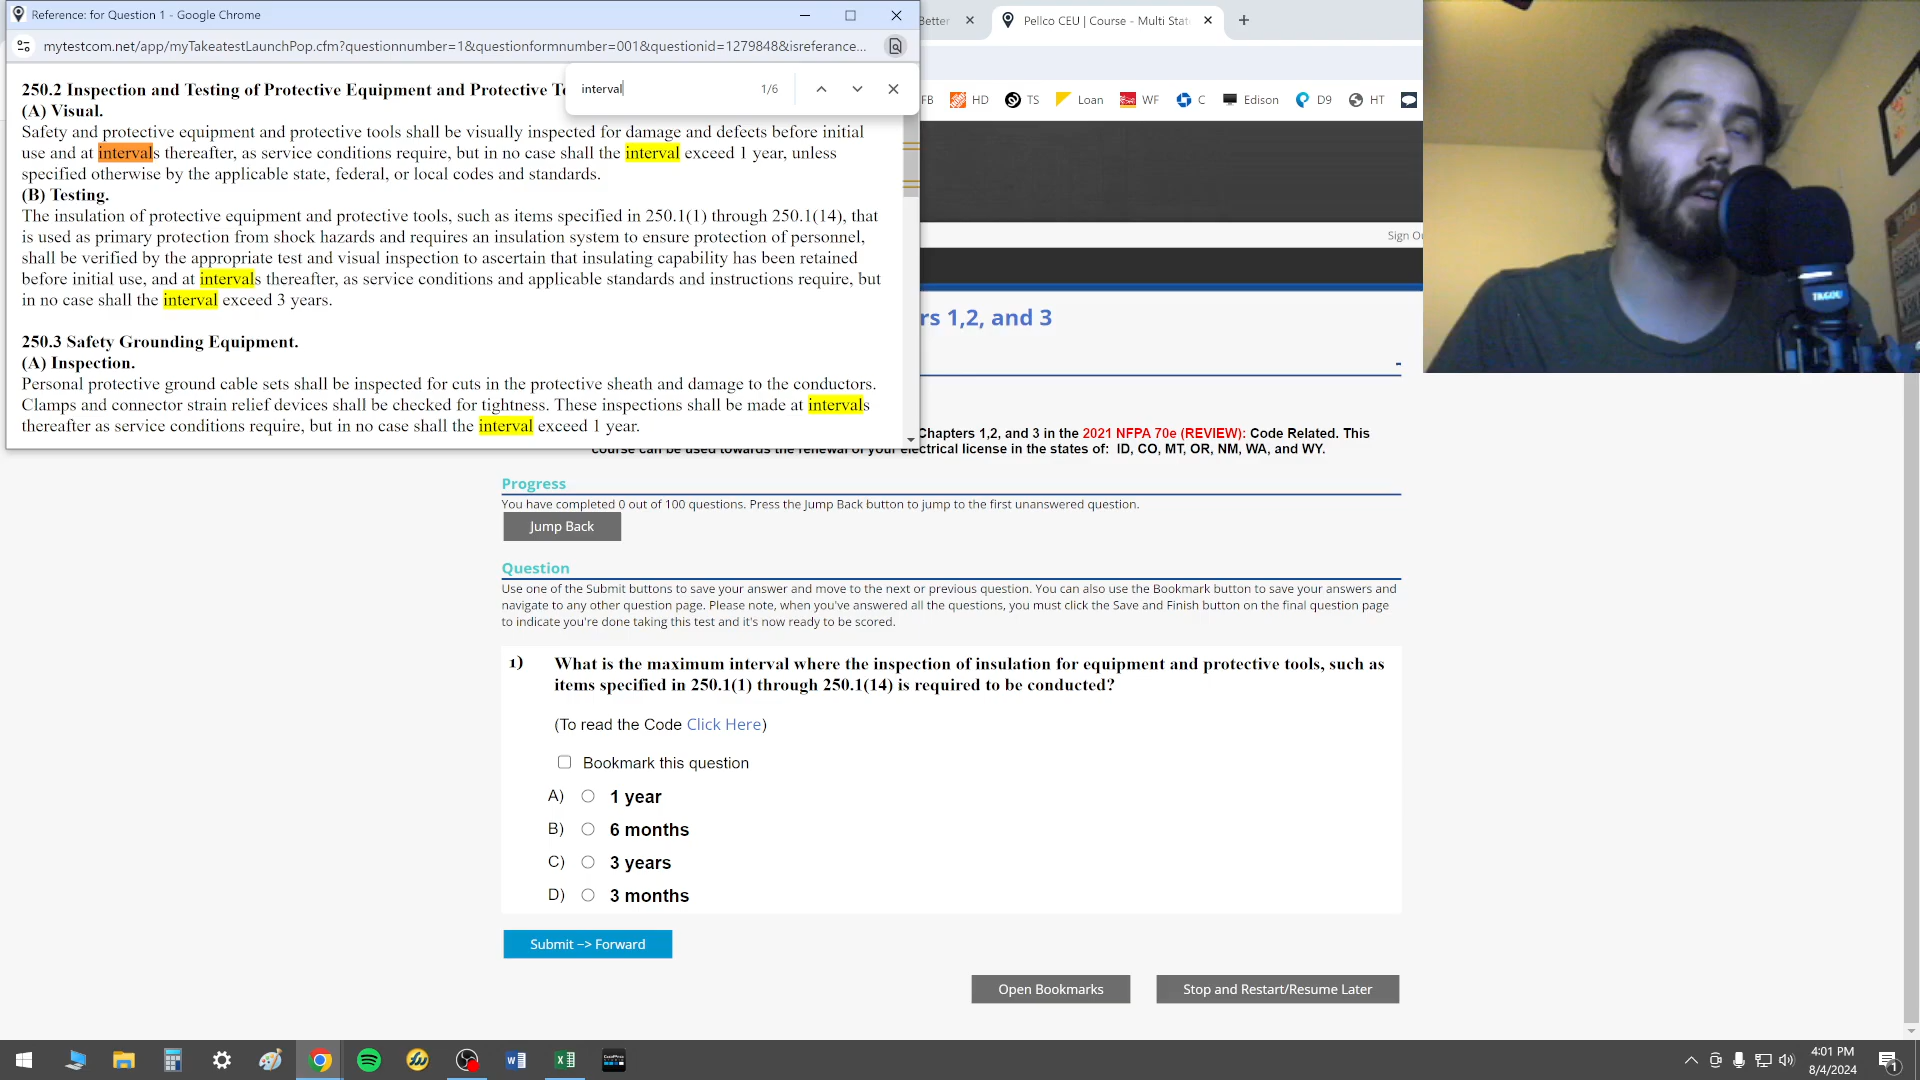 Reference: for Question 1 - Google Chrome
Better
Pellco CEU | Course - Multi Stat
mytestcom.net/app/myTakeatestLaunchPop.cfm?questionnumber=1&questionformnumber=001&questionid=1279848&isreferance...
interval
1/6
FB
HD
TS
Loan
WF
C
Edison
D9
HT
250.2 Inspection and Testing of Protective Equipment and Protective To
(A) Visual.
Safety and protective equipment and protective tools shall be visually inspected for damage and defects before initial
use and at intervals thereafter, as service conditions require, but in no case shall the interval exceed 1 year, unless
specified otherwise by the applicable state, federal, or local codes and standards.
(B) Testing.
The insulation of protective equipment and protective tools, such as items specified in 250.1(1) through 250.1(14), that
is used as primary protection from shock hazards and requires an insulation system to ensure protection of personnel,
shall be verified by the appropriate test and visual inspection to ascertain that insulating capability has been retained
before initial use, and at intervals thereafter, as service conditions and applicable standards and instructions require, but
in no case shall the interval exceed 3 years.
250.3 Safety Grounding Equipment.
(A) Inspection.
Personal protective ground cable sets shall be inspected for cuts in the protective sheath and damage to the conductors.
Clamps and connector strain relief devices shall be checked for tightness. These inspections shall be made at intervals
thereafter as service conditions require, but in no case shall the interval exceed 1 year.
Sign Ou
rs 1,2, and 3
-
Chapters 1,2, and 3 in the 2021 NFPA 70e (REVIEW): Code Related. This
course can be used towards the renewal of your electrical license in the states of: ID, CO, MT, OR, NM, WA, and WY.
Progress
You have completed 0 out of 100 questions. Press the Jump Back button to jump to the first unanswered question.
Jump Back
Question
Use one of the Submit buttons to save your answer and move to the next or previous question. You can also use the Bookmark button to save your answers and
navigate to any other question page. Please note, when you've answered all the questions, you must click the Save and Finish button on the final question page
to indicate you're done taking this test and it's now ready to be scored.
1) What is the maximum interval where the inspection of insulation for equipment and protective tools, such as
items specified in 250.1(1) through 250.1(14) is required to be conducted?
(To read the Code Click Here)
Bookmark this question
A) 1 year
B) 6 months
C) 3 years
D) 3 months
Submit -> Forward
Open Bookmarks
Stop and Restart/Resume Later
4:01 PM
8/4/2024
1